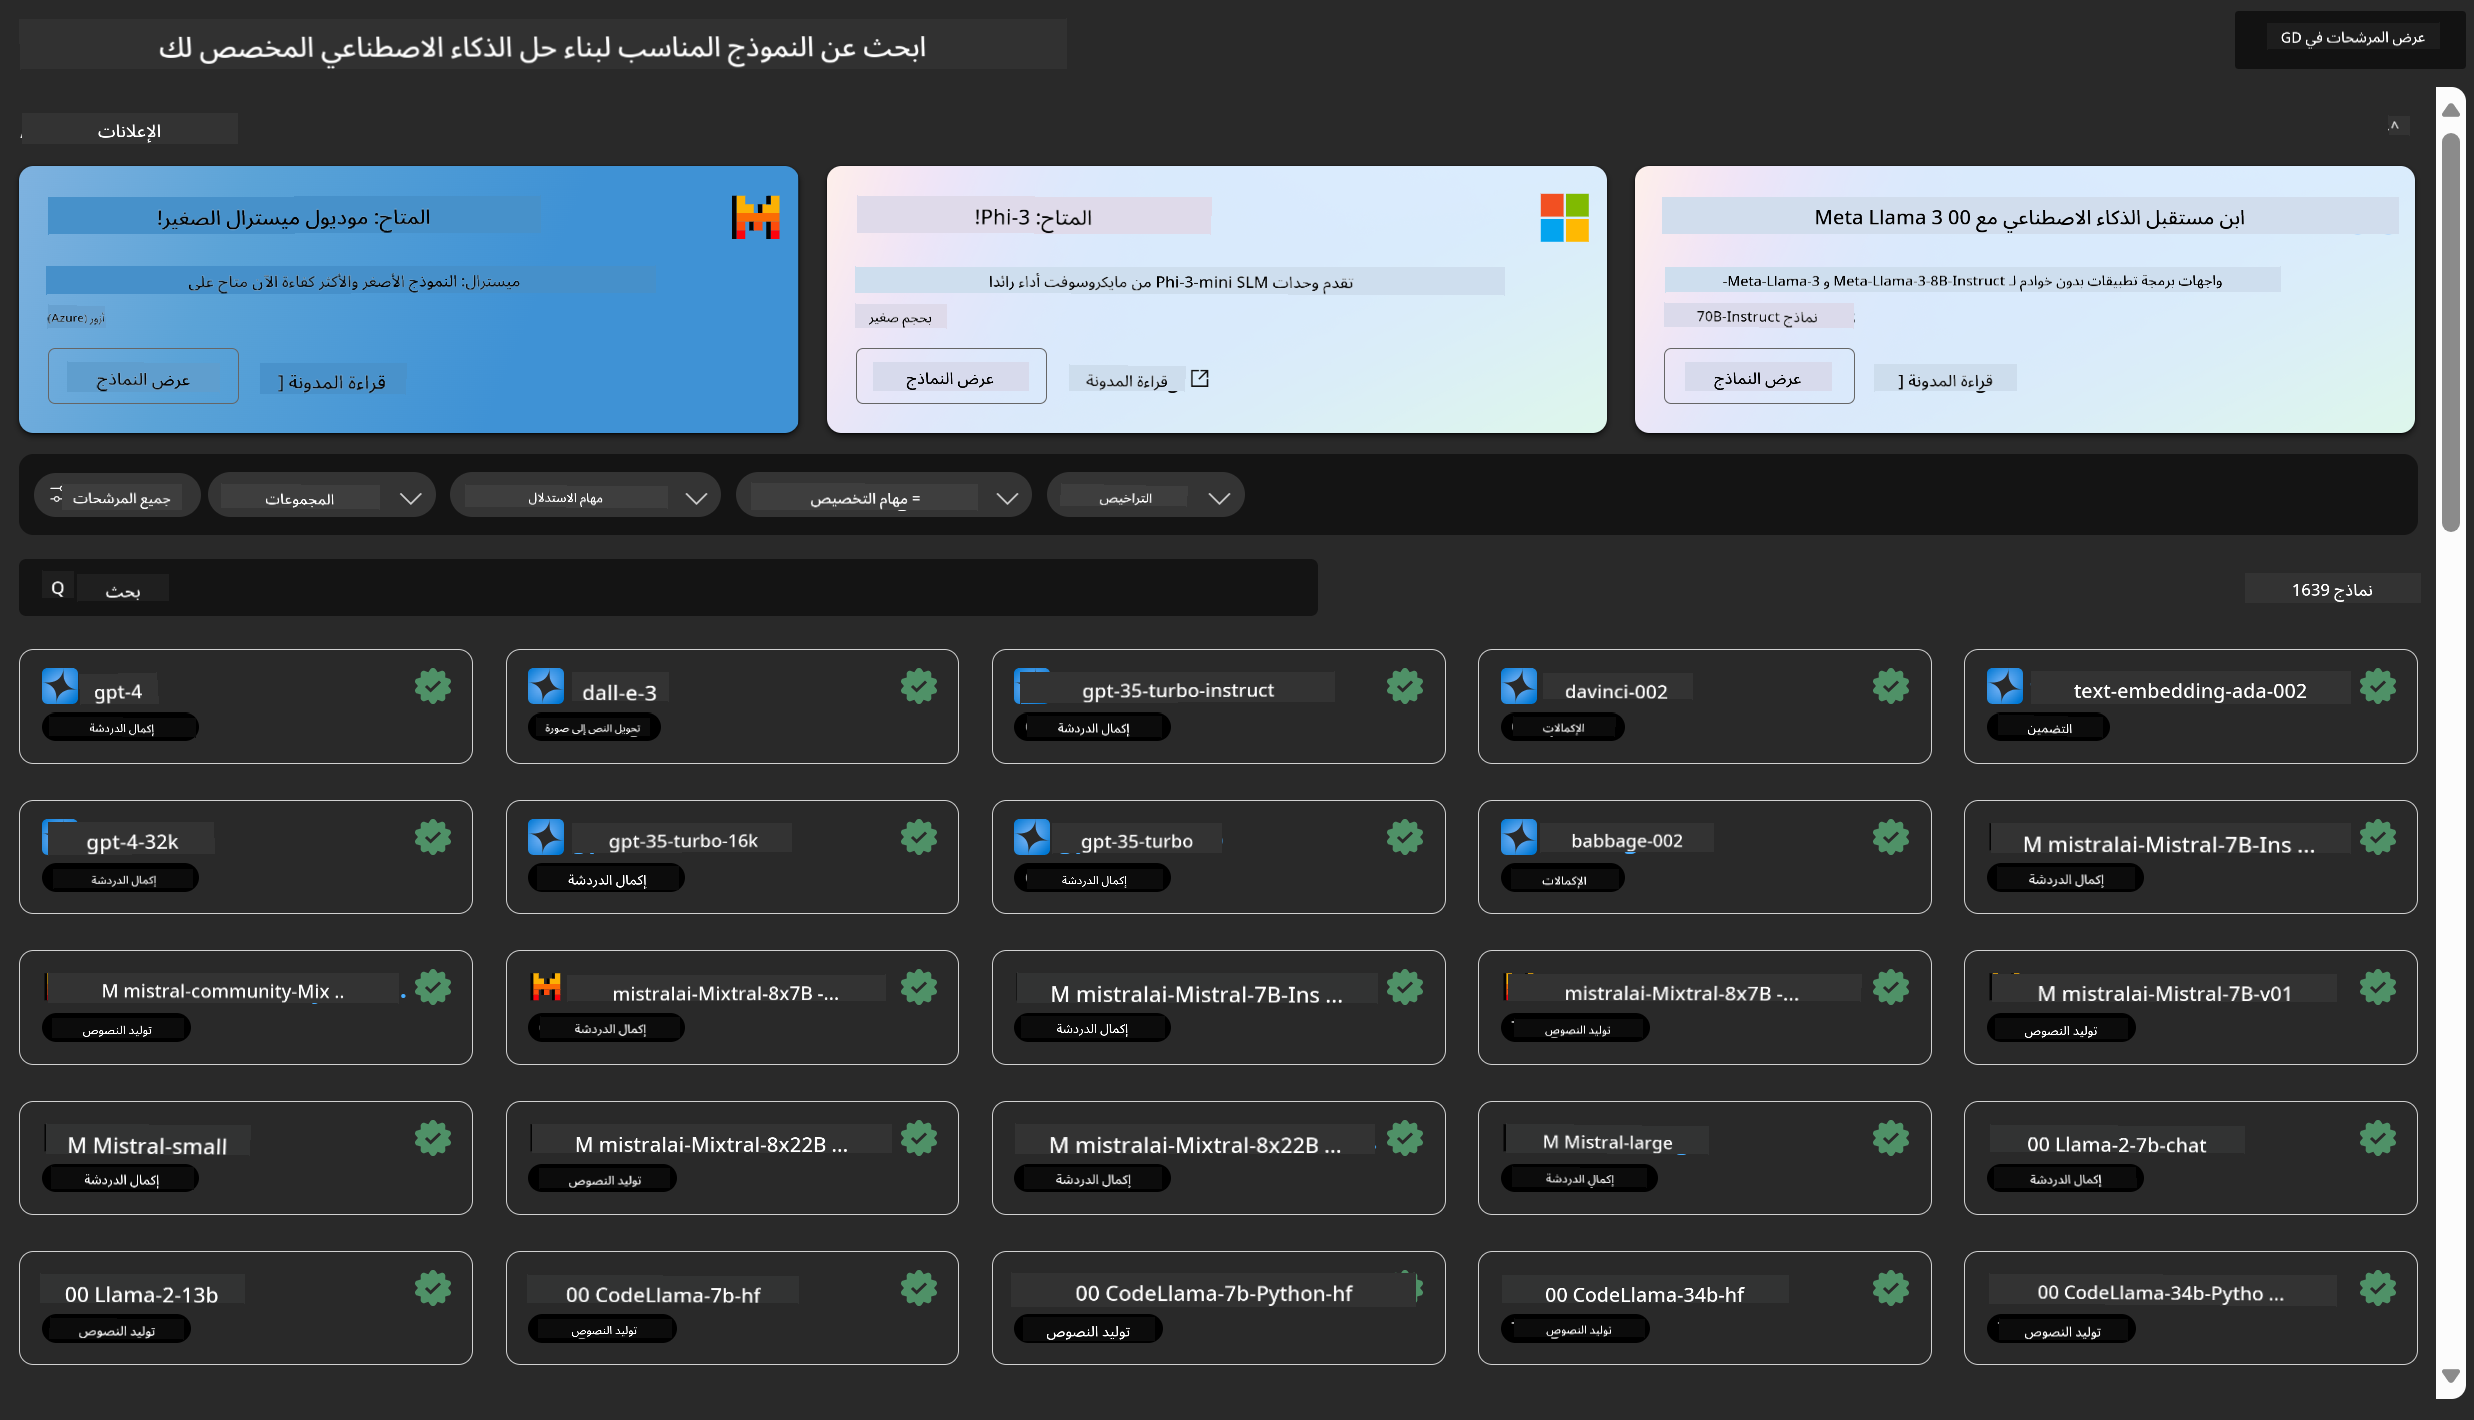 ابحث عن النموذج المناسب لبناء حل الذكاء الاصطناعي المخصص لك
عرض المرشحات في GD
الإعلانات
المتاح: موديول ميسترال الصغير!
ميسترال: النموذج الأصغر والأكثر كفاءة الآن متاح على
أزور (Azure)
عرض النماذج
قراءة المدونة ]
المتاح: Phi-3!
تقدم وحدات Phi-3-mini SLM من مايكروسوفت أداء رائدا
بحجم صغير
عرض النماذج
قراءة المدونة
ابن مستقبل الذكاء الاصطناعي مع Meta Llama 3 00
واجهات برمجة تطبيقات بدون خوادم لـ Meta-Llama-3-8B-Instruct و Meta-Llama-3-
نماذج 70B-Instruct
عرض النماذج
قراءة المدونة ]
جميع المرشحات
المجموعات
مهام الاستدلال
= مهام التخصيص
التراخيص
Q بحث
نماذج 1639
gpt-4
إكمال الدردشة
dall-e-3
تحويل النص إلى صورة
gpt-35-turbo-instruct
إكمال الدردشة
davinci-002
الإكمالات
text-embedding-ada-002
التضمين
gpt-4-32k
إكمال الدردشة
gpt-35-turbo-16k
إكمال الدردشة
gpt-35-turbo
إكمال الدردشة
babbage-002
الإكمالات
M mistralai-Mistral-7B-Ins ...
إكمال الدردشة
M mistral-community-Mix ..
توليد النصوص
mistralai-Mixtral-8x7B -...
إكمال الدردشة
M mistralai-Mistral-7B-Ins ...
إكمال الدردشة
mistralai-Mixtral-8x7B -...
توليد النصوص
M mistralai-Mistral-7B-v01
توليد النصوص
M Mistral-small
إكمال الدردشة
M mistralai-Mixtral-8x22B ...
توليد النصوص
M mistralai-Mixtral-8x22B ...
إكمال الدردشة
M Mistral-large
إكمال الدردشة
00 Llama-2-7b-chat
إكمال الدردشة
00 Llama-2-13b
توليد النصوص
00 CodeLlama-7b-hf
توليد النصوص
00 CodeLlama-7b-Python-hf
توليد النصوص
00 CodeLlama-34b-hf
توليد النصوص
00 CodeLlama-34b-Pytho ...
توليد النصوص